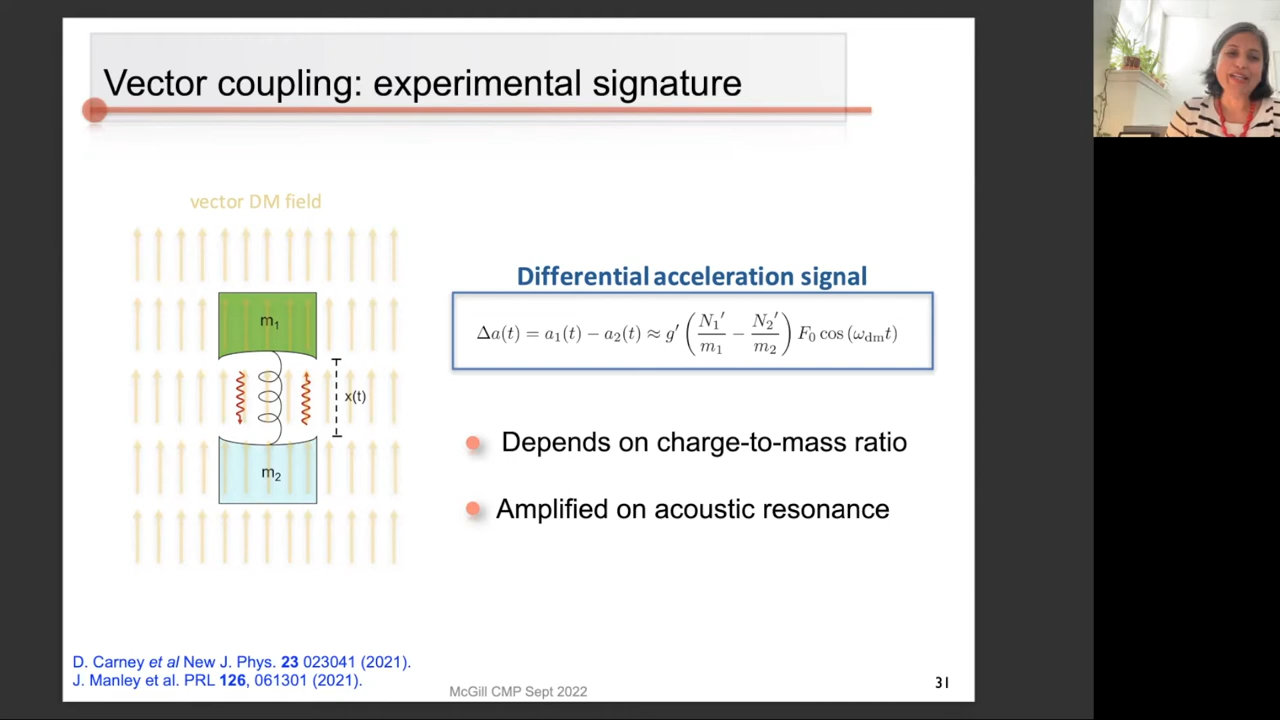 Vector coupling: experimental signature
vector DM field
m₁
x(t)
m₂
Differential acceleration signal
Δa(t) = a₁(t) − a₂(t) ≈ g′ (N₁′/m₁ − N₂′/m₂) F₀ cos (ω_dm t)
Depends on charge-to-mass ratio
Amplified on acoustic resonance
D. Carney et al New J. Phys. 23 023041 (2021).
J. Manley et al. PRL 126, 061301 (2021).
McGill CMP Sept 2022
31